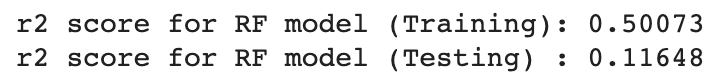 r2 score for RF model (Training): 0.50073
r2 score for RF model (Testing) : 0.11648